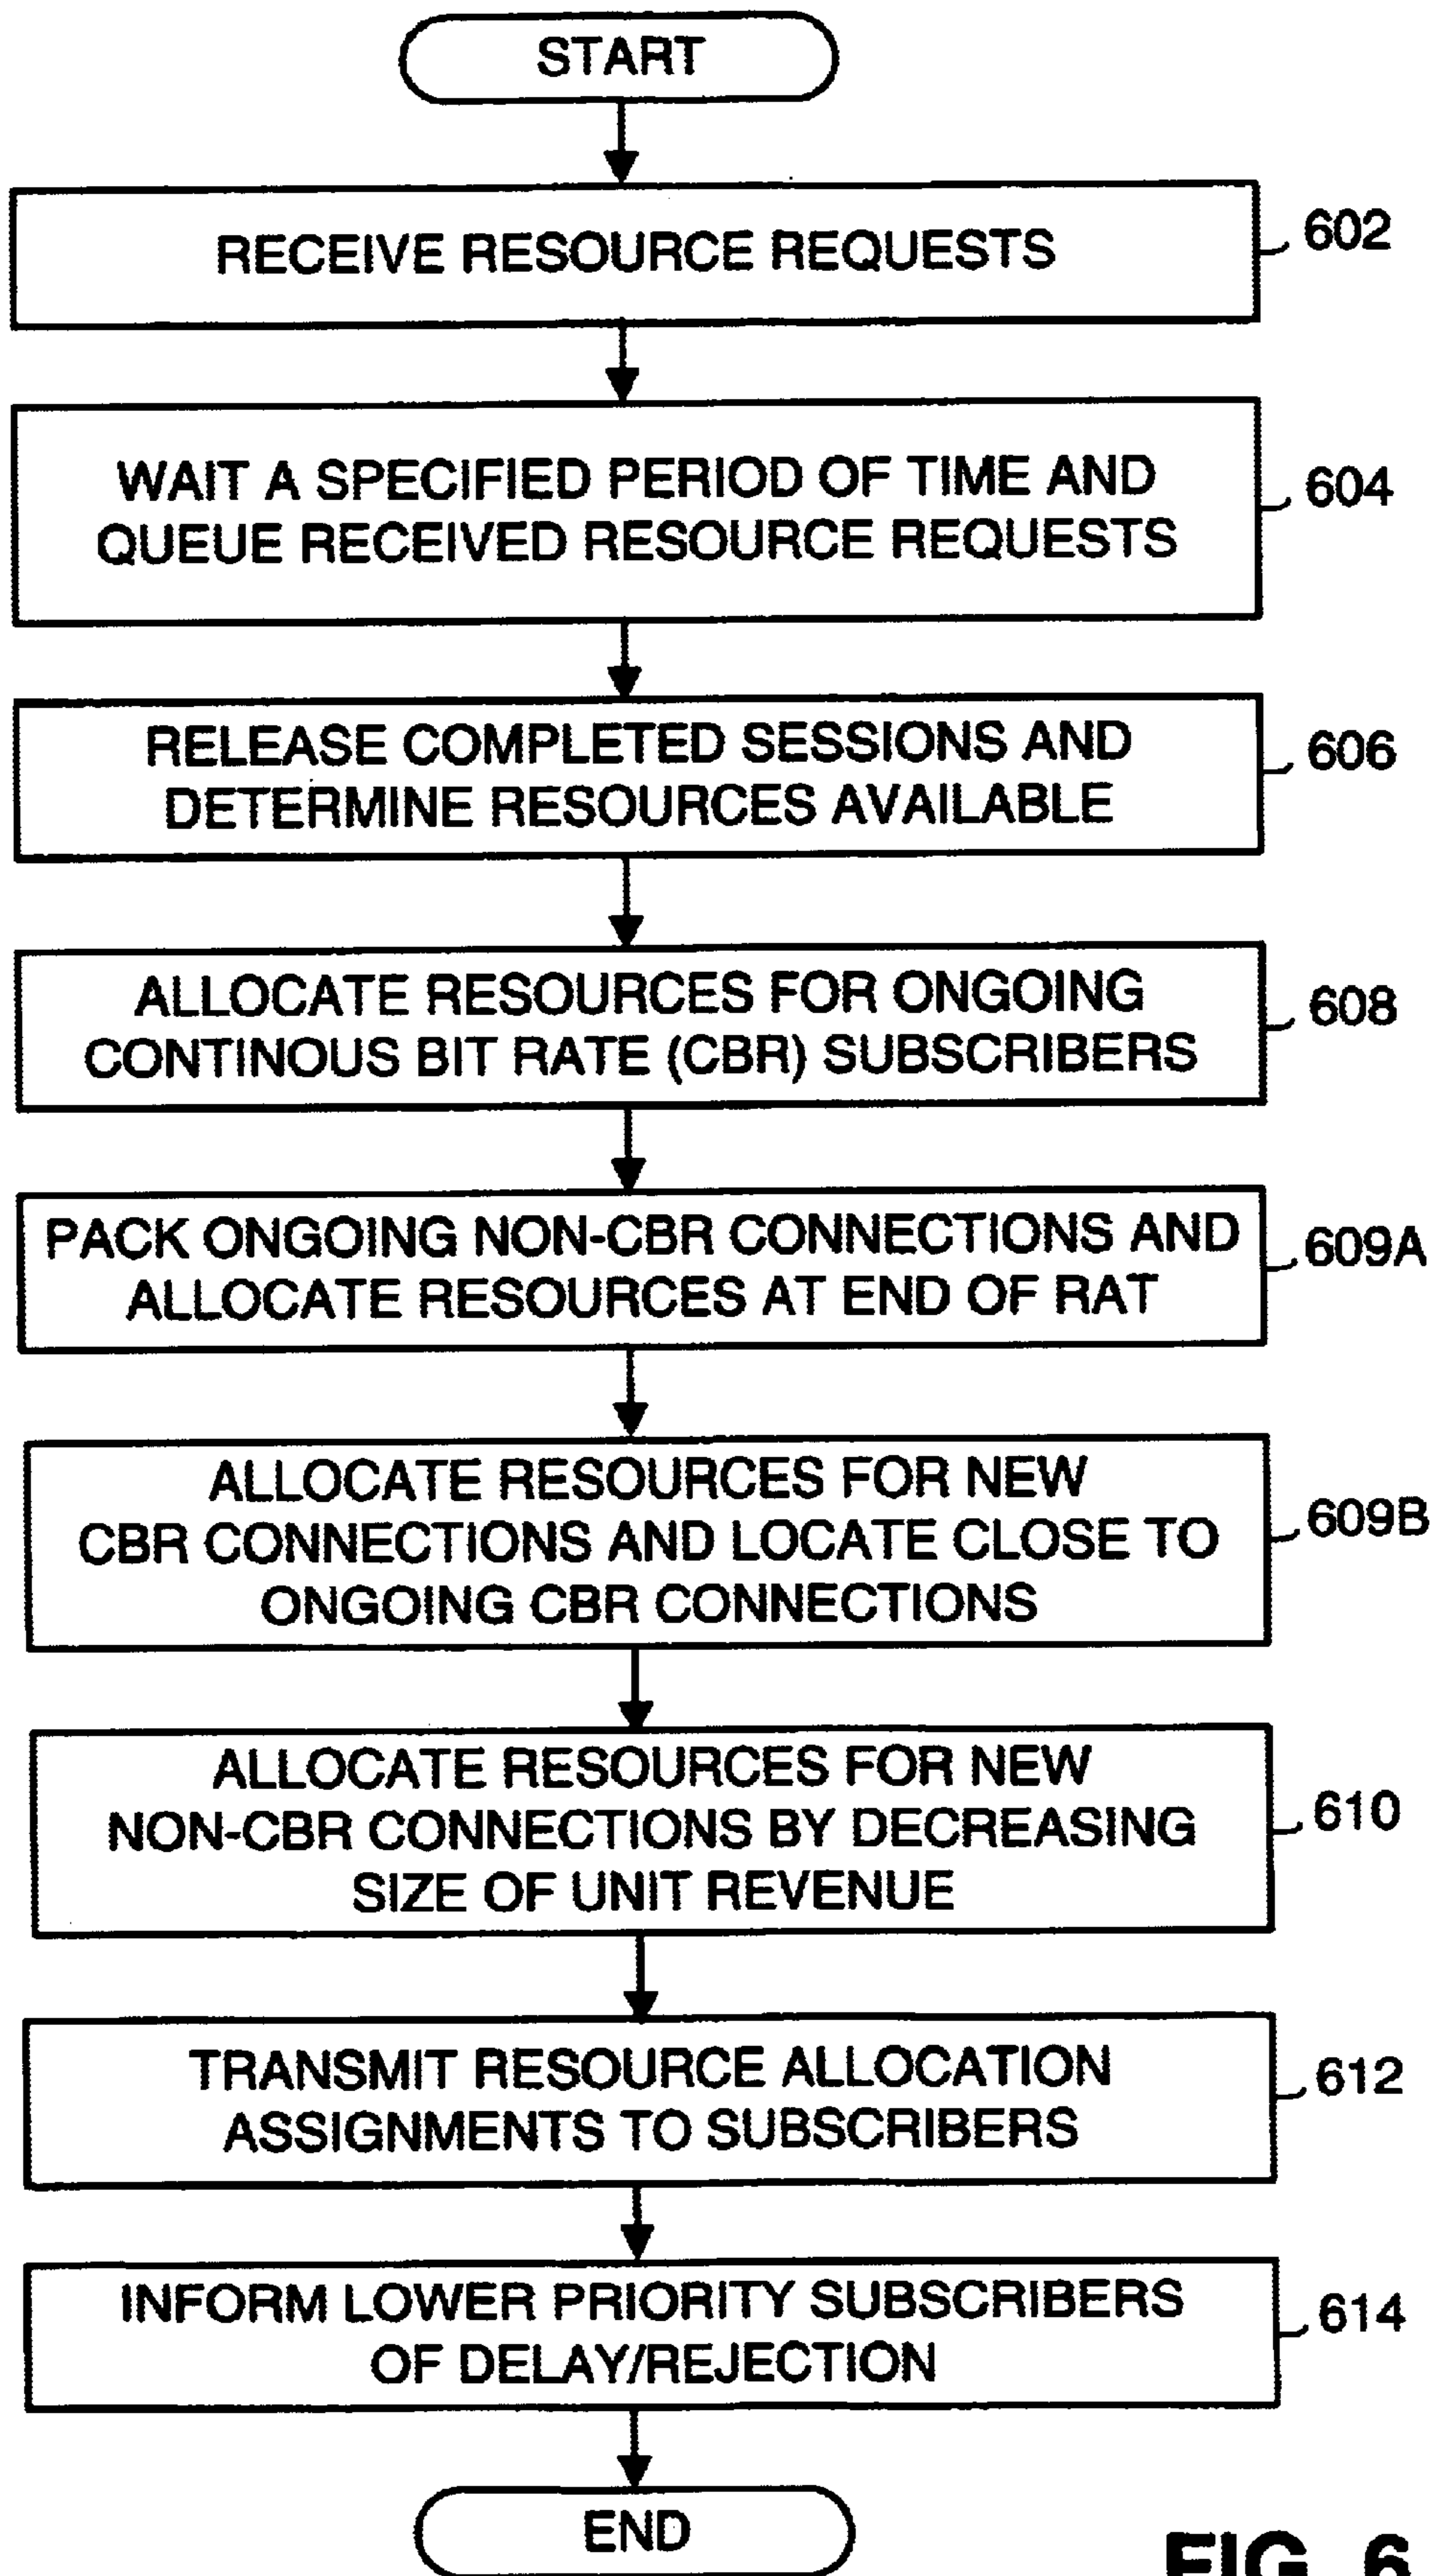 START
RECEIVE RESOURCE REQUESTS
602
WAIT A SPECIFIED PERIOD OF TIME AND
QUEUE RECEIVED RESOURCE REQUESTS
604
RELEASE COMPLETED SESSIONS AND
DETERMINE RESOURCES AVAILABLE
606
ALLOCATE RESOURCES FOR ONGOING
CONTINOUS BIT RATE (CBR) SUBSCRIBERS
608
PACK ONGOING NON-CBR CONNECTIONS AND
ALLOCATE RESOURCES AT END OF RAT
609A
ALLOCATE RESOURCES FOR NEW
CBR CONNECTIONS AND LOCATE CLOSE TO
ONGOING CBR CONNECTIONS
609B
ALLOCATE RESOURCES FOR NEW
NON-CBR CONNECTIONS BY DECREASING
SIZE OF UNIT REVENUE
610
TRANSMIT RESOURCE ALLOCATION
ASSIGNMENTS TO SUBSCRIBERS
612
INFORM LOWER PRIORITY SUBSCRIBERS
OF DELAY/REJECTION
614
END
FIG. 6